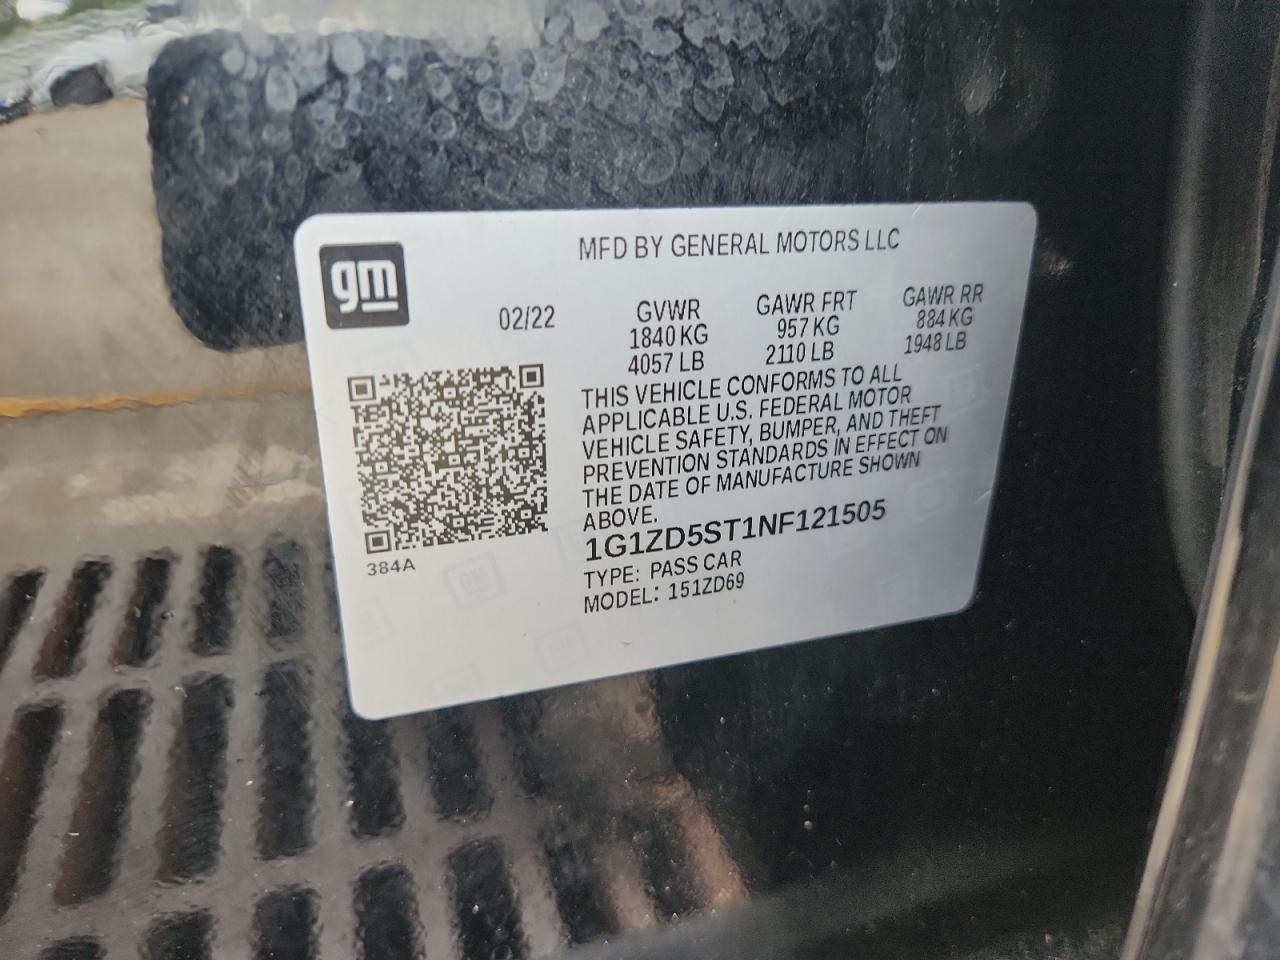 gm
MFD BY GENERAL MOTORS LLC
02/22
GVWR
1840 KG
4057 LB
GAWR FRT
957 KG
2110 LB
GAWR RR
884 KG
1948 LB
THIS VEHICLE CONFORMS TO ALL
APPLICABLE U.S. FEDERAL MOTOR
VEHICLE SAFETY, BUMPER, AND THEFT
PREVENTION STANDARDS IN EFFECT ON
THE DATE OF MANUFACTURE SHOWN
ABOVE.
1G1ZD5ST1NF121505
TYPE: PASS CAR
MODEL: 151ZD69
384A